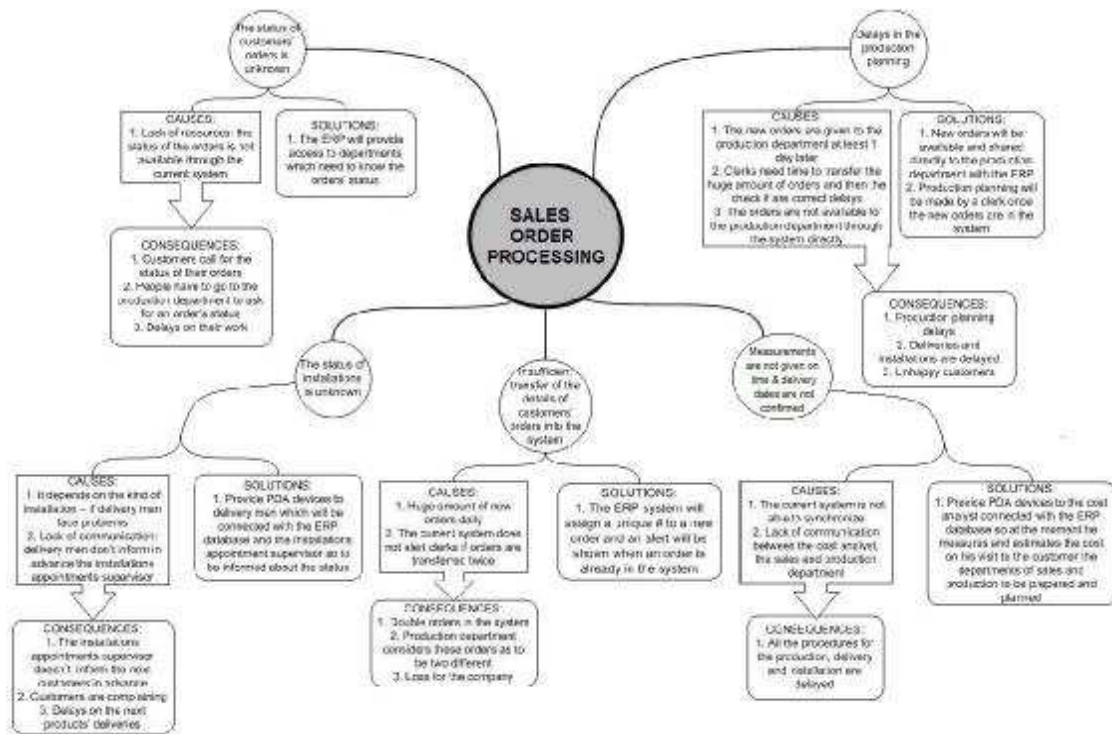 The status of
customers'
orders is
unknown
CAUSES:
1. Lack of resources: the
status of the orders is not
available through the
current system
SOLUTIONS:
1. The ERP will provide
access to departments
which need to know the
orders' status
CONSEQUENCES:
1. Customers call for the
status of their orders
2. People have to go to the
production department to ask
for an order's status
3. Delays on their work
SALES
ORDER
PROCESSING
Delays in the
production
planning
CAUSES
1. The new orders are given to the
production department at least 1
day later
2. Clerks need time to transfer the
huge amount of orders and then the
check if are correct delays
3. The orders are not available to
the production department through
the system directly
SOLUTIONS:
1. New orders will be
available and shared
directly to the production
department with the ERP
2. Production planning will
be made by a clerk once
the new orders are in the
system
CONSEQUENCES:
1. Production planning
delays
2. Deliveries and
installations are delayed
3. Unhappy customers
The status of
installations is
unknown
CAUSES:
1. It depends on the kind of
installation – if delivery men
face problems
2. Lack of communication:
delivery men don't inform in
advance the installations
appointments supervisor
SOLUTIONS:
1. Provide PDA devices to
delivery men which will be
connected with the ERP
database and the installations
appointment supervisor as to
be informed about the status
CONSEQUENCES:
1. The installations
appointments supervisor
doesn't inform the next
customers in advance
2. Customers are complaining
3. Delays on the next
products' deliveries
Insufficient
transfer of the
details of
customers'
orders into the
system
CAUSES:
1. Huge amount of new
orders daily
2. The current system does
not alert clerks if orders are
transferred twice
SOLUTIONS:
1. The ERP system will
assign a unique # to a new
order and an alert will be
shown when an order is
already in the system
CONSEQUENCES:
1. Double orders in the system
2. Production department
considers these orders as to
be two different
3. Loss for the company
Measurements
are not given on
time & delivery
dates are not
confirmed
CAUSES:
1. The current system is not
able to synchronize
2. Lack of communication
between the cost analyst,
the sales and production
department
SOLUTIONS:
1. Provide PDA devices to the cost
analyst connected with the ERP
database so at the moment he
measures and estimates the cost
on his visit to the customer the
departments of sales and
production to be prepared and
planned
CONSEQUENCES:
1. All the procedures for
the production, delivery
and installation are
delayed